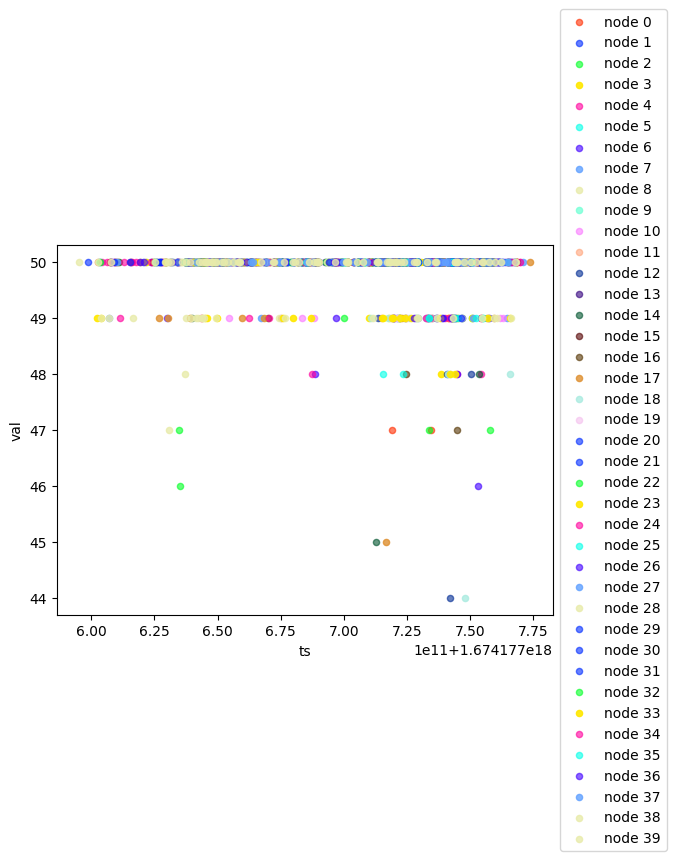 node 0
node 1
node 2
node 3
node 4
node 5
node 6
node 7
node 8
node 9
node 10
node 11
node 12
node 13
node 14
node 15
node 16
node 17
node 18
node 19
node 20
node 21
node 22
node 23
node 24
node 25
node 26
node 27
node 28
node 29
node 30
node 31
node 32
node 33
node 34
node 35
node 36
node 37
node 38
node 39
50
49
48
47
46
45
44
val
6.00 6.25 6.50 6.75 7.00 7.25 7.50 7.75
ts
1e11+1.674177e18